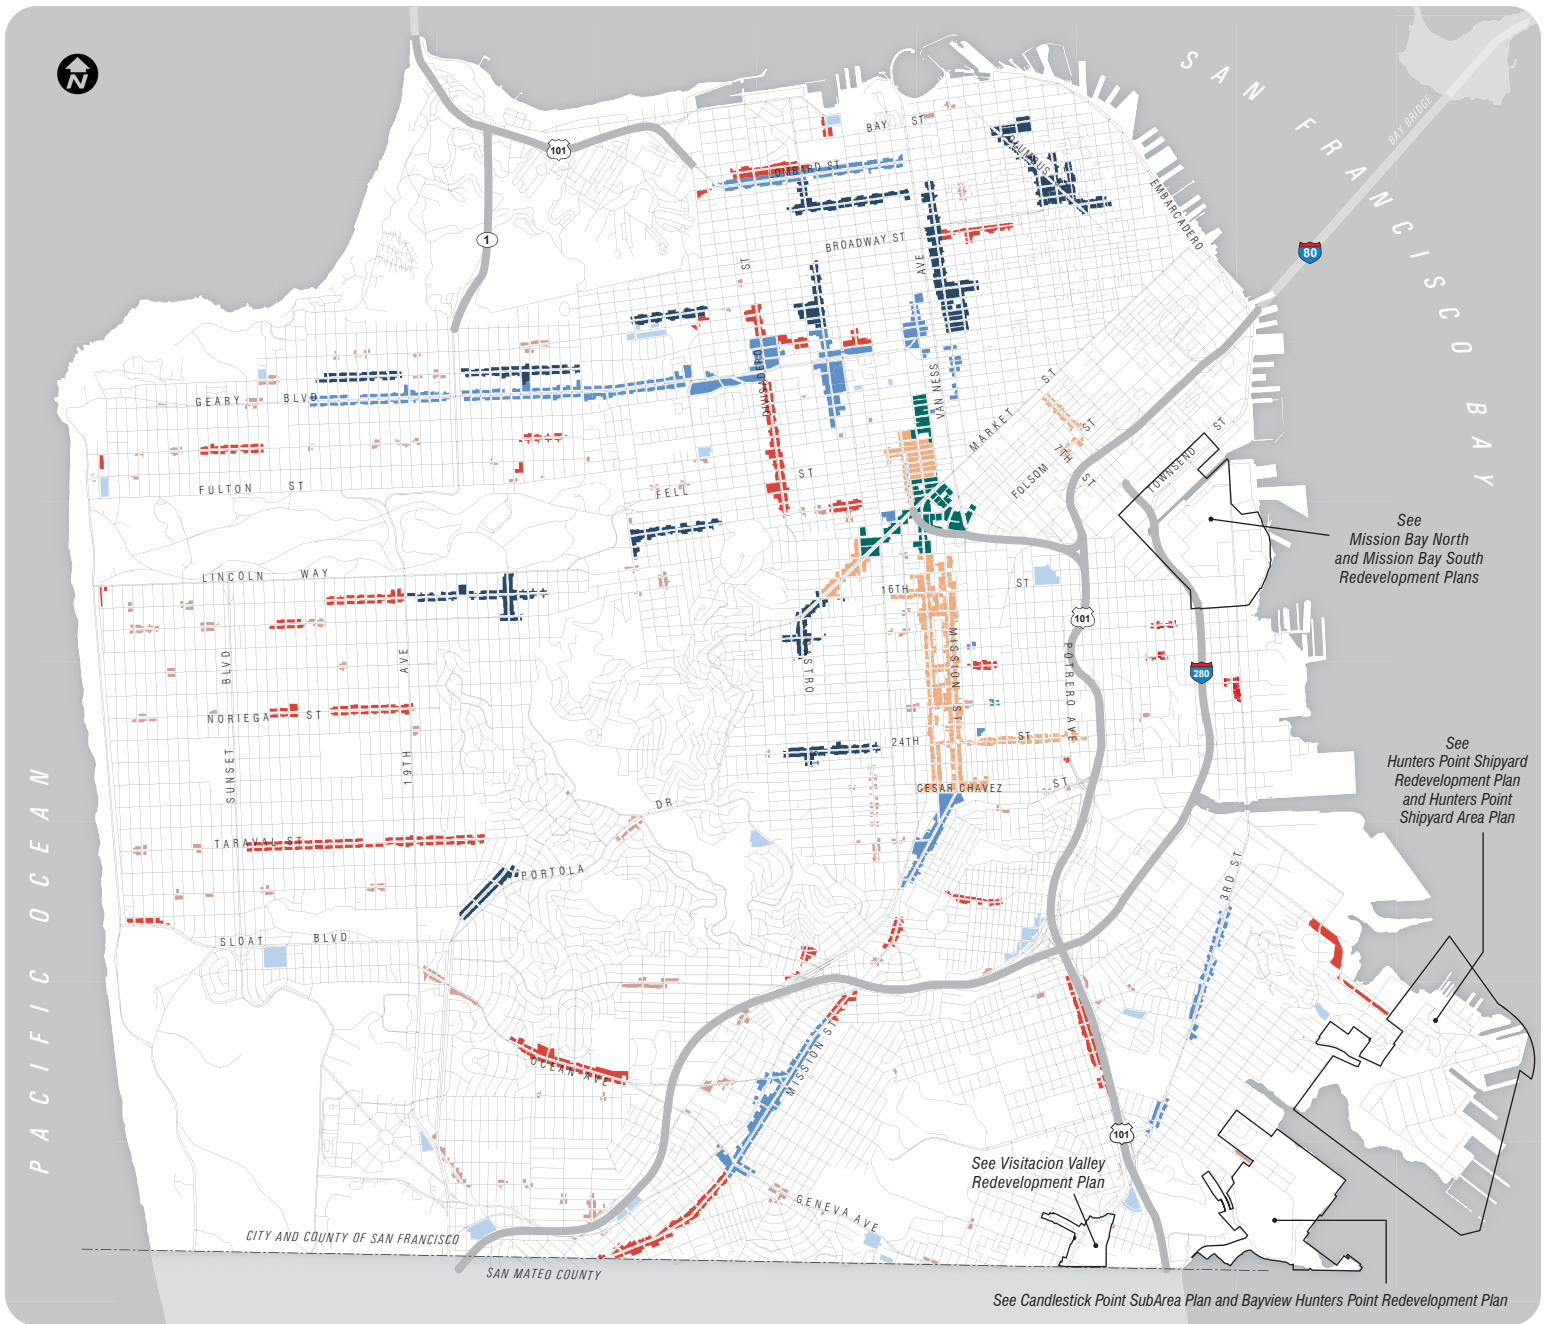 N
SAN FRANCISCO BAY
BAY BRIDGE
BAY ST
COLUMBUS
101
LOMBARD ST
EMBARCADERO
1
BROADWAY ST
80
ST
AVE
DIVISADERO
VAN NESS
GEARY BLVD
MARKET ST
7TH ST
FOLSOM ST
TOWNSEND ST
FULTON ST
FELL ST
See
Mission Bay North
and Mission Bay South
Redevelopment Plans
LINCOLN WAY
16TH ST
101
CASTRO
ST
MISSION ST
POTRERO AVE
280
SUNSET BLVD
19TH AVE
NORIEGA ST
24TH ST
See
Hunters Point Shipyard
Redevelopment Plan
and Hunters Point
Shipyard Area Plan
CESAR CHAVEZ ST
PACIFIC OCEAN
TARAVAL ST
PORTOLA DR
3RD ST
SLOAT BLVD
OCEAN AVE
MISSION ST
101
See Visitacion Valley
Redevelopment Plan
GENEVA AVE
CITY AND COUNTY OF SAN FRANCISCO
SAN MATEO COUNTY
See Candlestick Point SubArea Plan and Bayview Hunters Point Redevelopment Plan